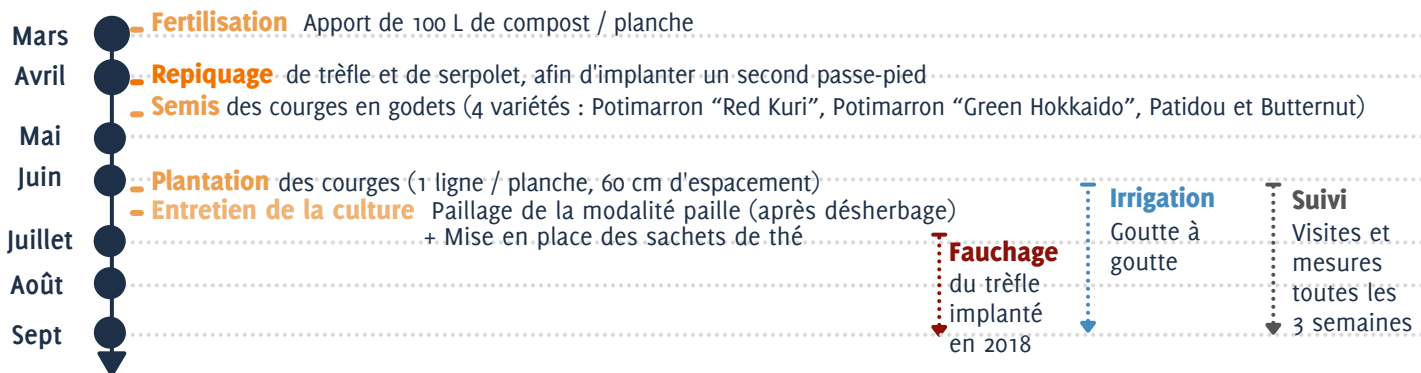 Mars
Fertilisation Apport de 100 L de compost / planche
Avril
Repiquage de trèfle et de serpolet, afin d'implanter un second passe-pied
Semis des courges en godets (4 variétés : Potimarron “Red Kuri”, Potimarron “Green Hokkaido”, Patidou et Butternut)
Mai
Juin
Plantation des courges (1 ligne / planche, 60 cm d'espacement)
Entretien de la culture Paillage de la modalité paille (après désherbage)
+ Mise en place des sachets de thé
Juillet
Août
Sept
Fauchage
du trèfle
implanté
en 2018
Irrigation
Goutte à
goutte
Suivi
Visites et
mesures
toutes les
3 semaines